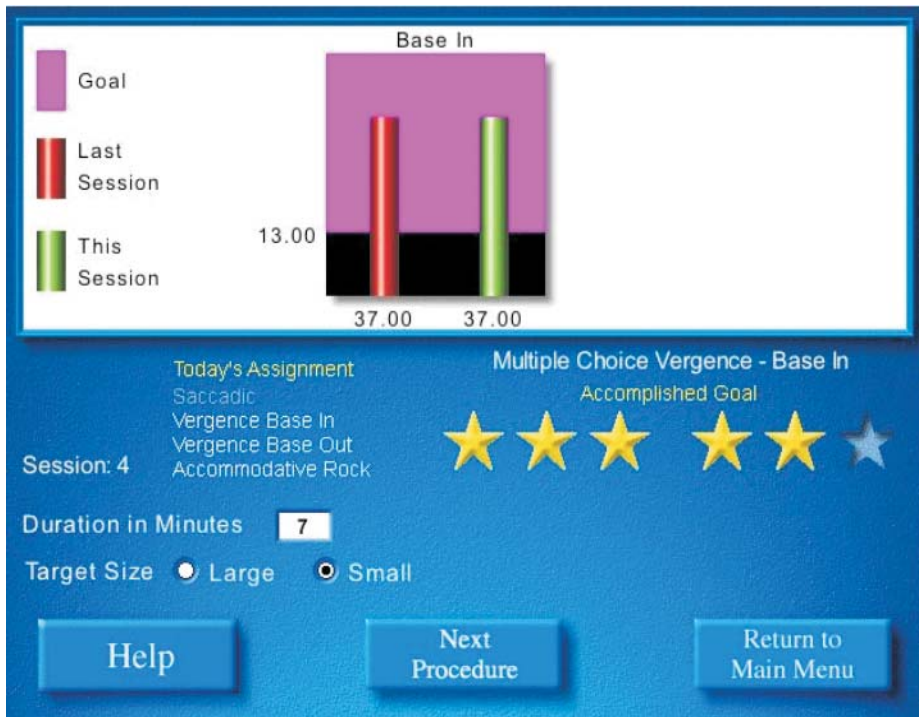 Base In
Goal
Last
Session
This
Session
13.00
37.00 37.00
Today's Assignment
Saccadic
Vergence Base In
Vergence Base Out
Accommodative Rock
Multiple Choice Vergence - Base In
Accomplished Goal
Session: 4
Duration in Minutes 7
Target Size Large Small
Help
Next
Procedure
Return to
Main Menu